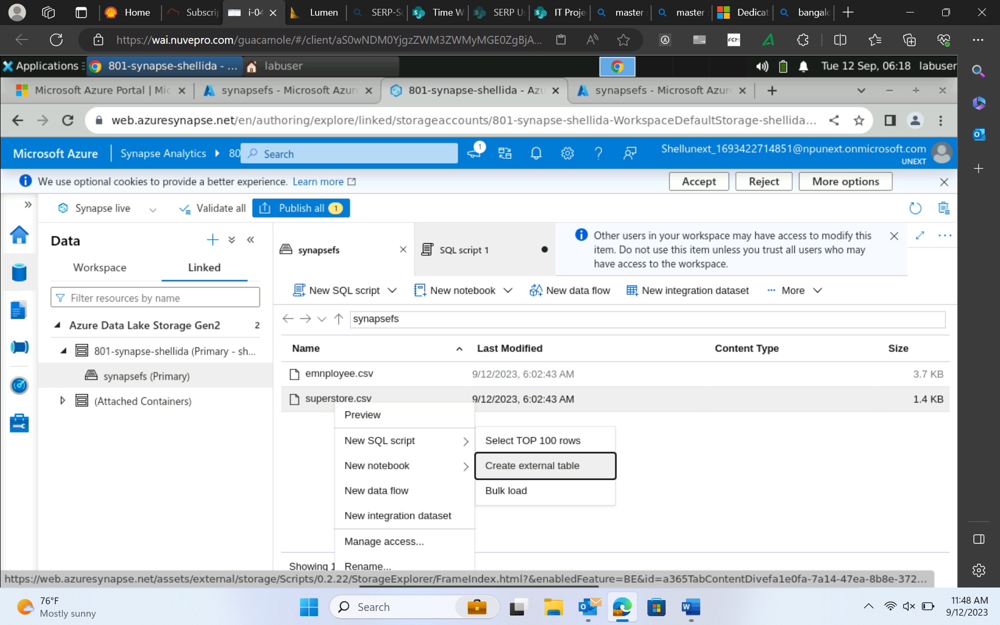 Home
Subscrip
i-04
Lumen
SERP-Su
Time W
SERP Us
IT Proje
master
master
Dedicat
bangalo
https://wai.nuvepro.com/guacamole/#/client/aS0wNDM0YjgzZWM3ZWMyMGE0ZgBjA...
Applications
801-synapse-shellida - ...
labuser
Tue 12 Sep, 06:18 labuser
Microsoft Azure Portal | Mic
synapsefs - Microsoft Azure
801-synapse-shellida - Azu
synapsefs - Microsoft Azure
web.azuresynapse.net/en/authoring/explore/linked/storageaccounts/801-synapse-shellida-WorkspaceDefaultStorage-shellida...
Microsoft Azure
Synapse Analytics
80
Search
1
Shellunext_1693422714851@npunext.onmicrosoft.com
UNEXT
We use optional cookies to provide a better experience. Learn more
Accept
Reject
More options
Synapse live
Validate all
Publish all 1
Data
Workspace
Linked
Filter resources by name
Azure Data Lake Storage Gen2 2
801-synapse-shellida (Primary - sh...
synapsefs (Primary)
(Attached Containers)
synapsefs
SQL script 1
Other users in your workspace may have access to modify this
item. Do not use this item unless you trust all users who may
have access to the workspace.
New SQL script
New notebook
New data flow
New integration dataset
More
synapsefs
Name Last Modified Content Type Size
emnployee.csv 9/12/2023, 6:02:43 AM 3.7 KB
superstore.csv 9/12/2023, 6:02:43 AM 1.4 KB
Preview
New SQL script
New notebook
New data flow
New integration dataset
Manage access...
Rename...
Select TOP 100 rows
Create external table
Bulk load
Showing 1
https://web.azuresynapse.net/assets/external/storage/Scripts/0.2.22/StorageExplorer/FrameIndex.html?&enabledFeature=BE&id=a365TabContentDivefa1e0fa-7a14-47ea-8b8e-372...
76°F
Mostly sunny
Search
11:48 AM
9/12/2023